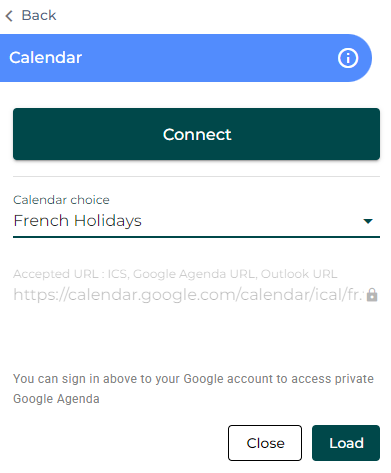 Back
Calendar
Connect
Calendar choice
French Holidays
Accepted URL : ICS, Google Agenda URL, Outlook URL
https://calendar.google.com/calendar/ical/fr.
You can sign in above to your Google account to access private
Google Agenda
Close Load